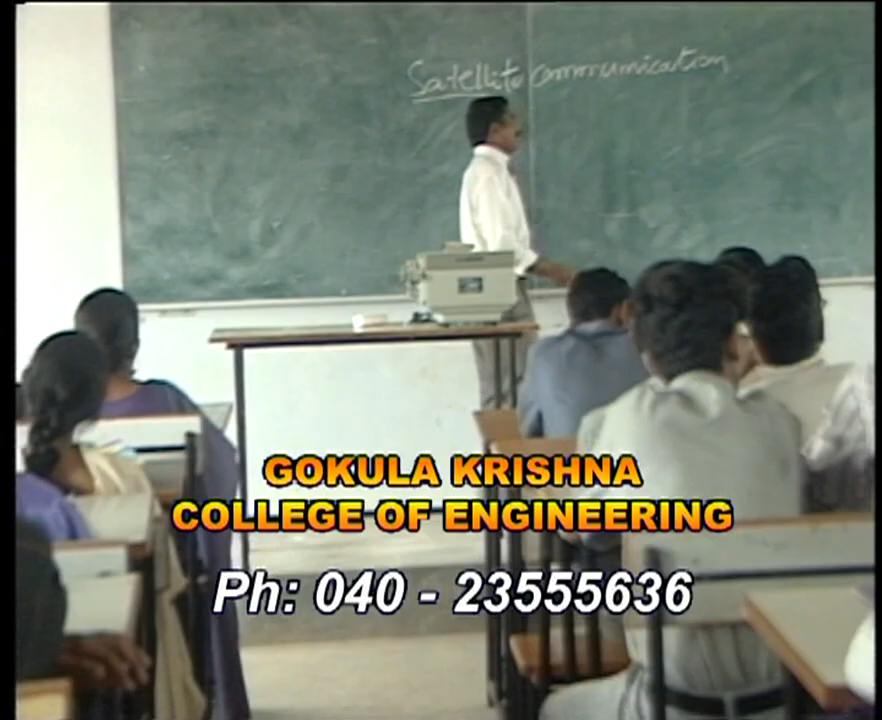 Satellite communication
GOKULA KRISHNA
COLLEGE OF ENGINEERING
Ph: 040 - 23555636